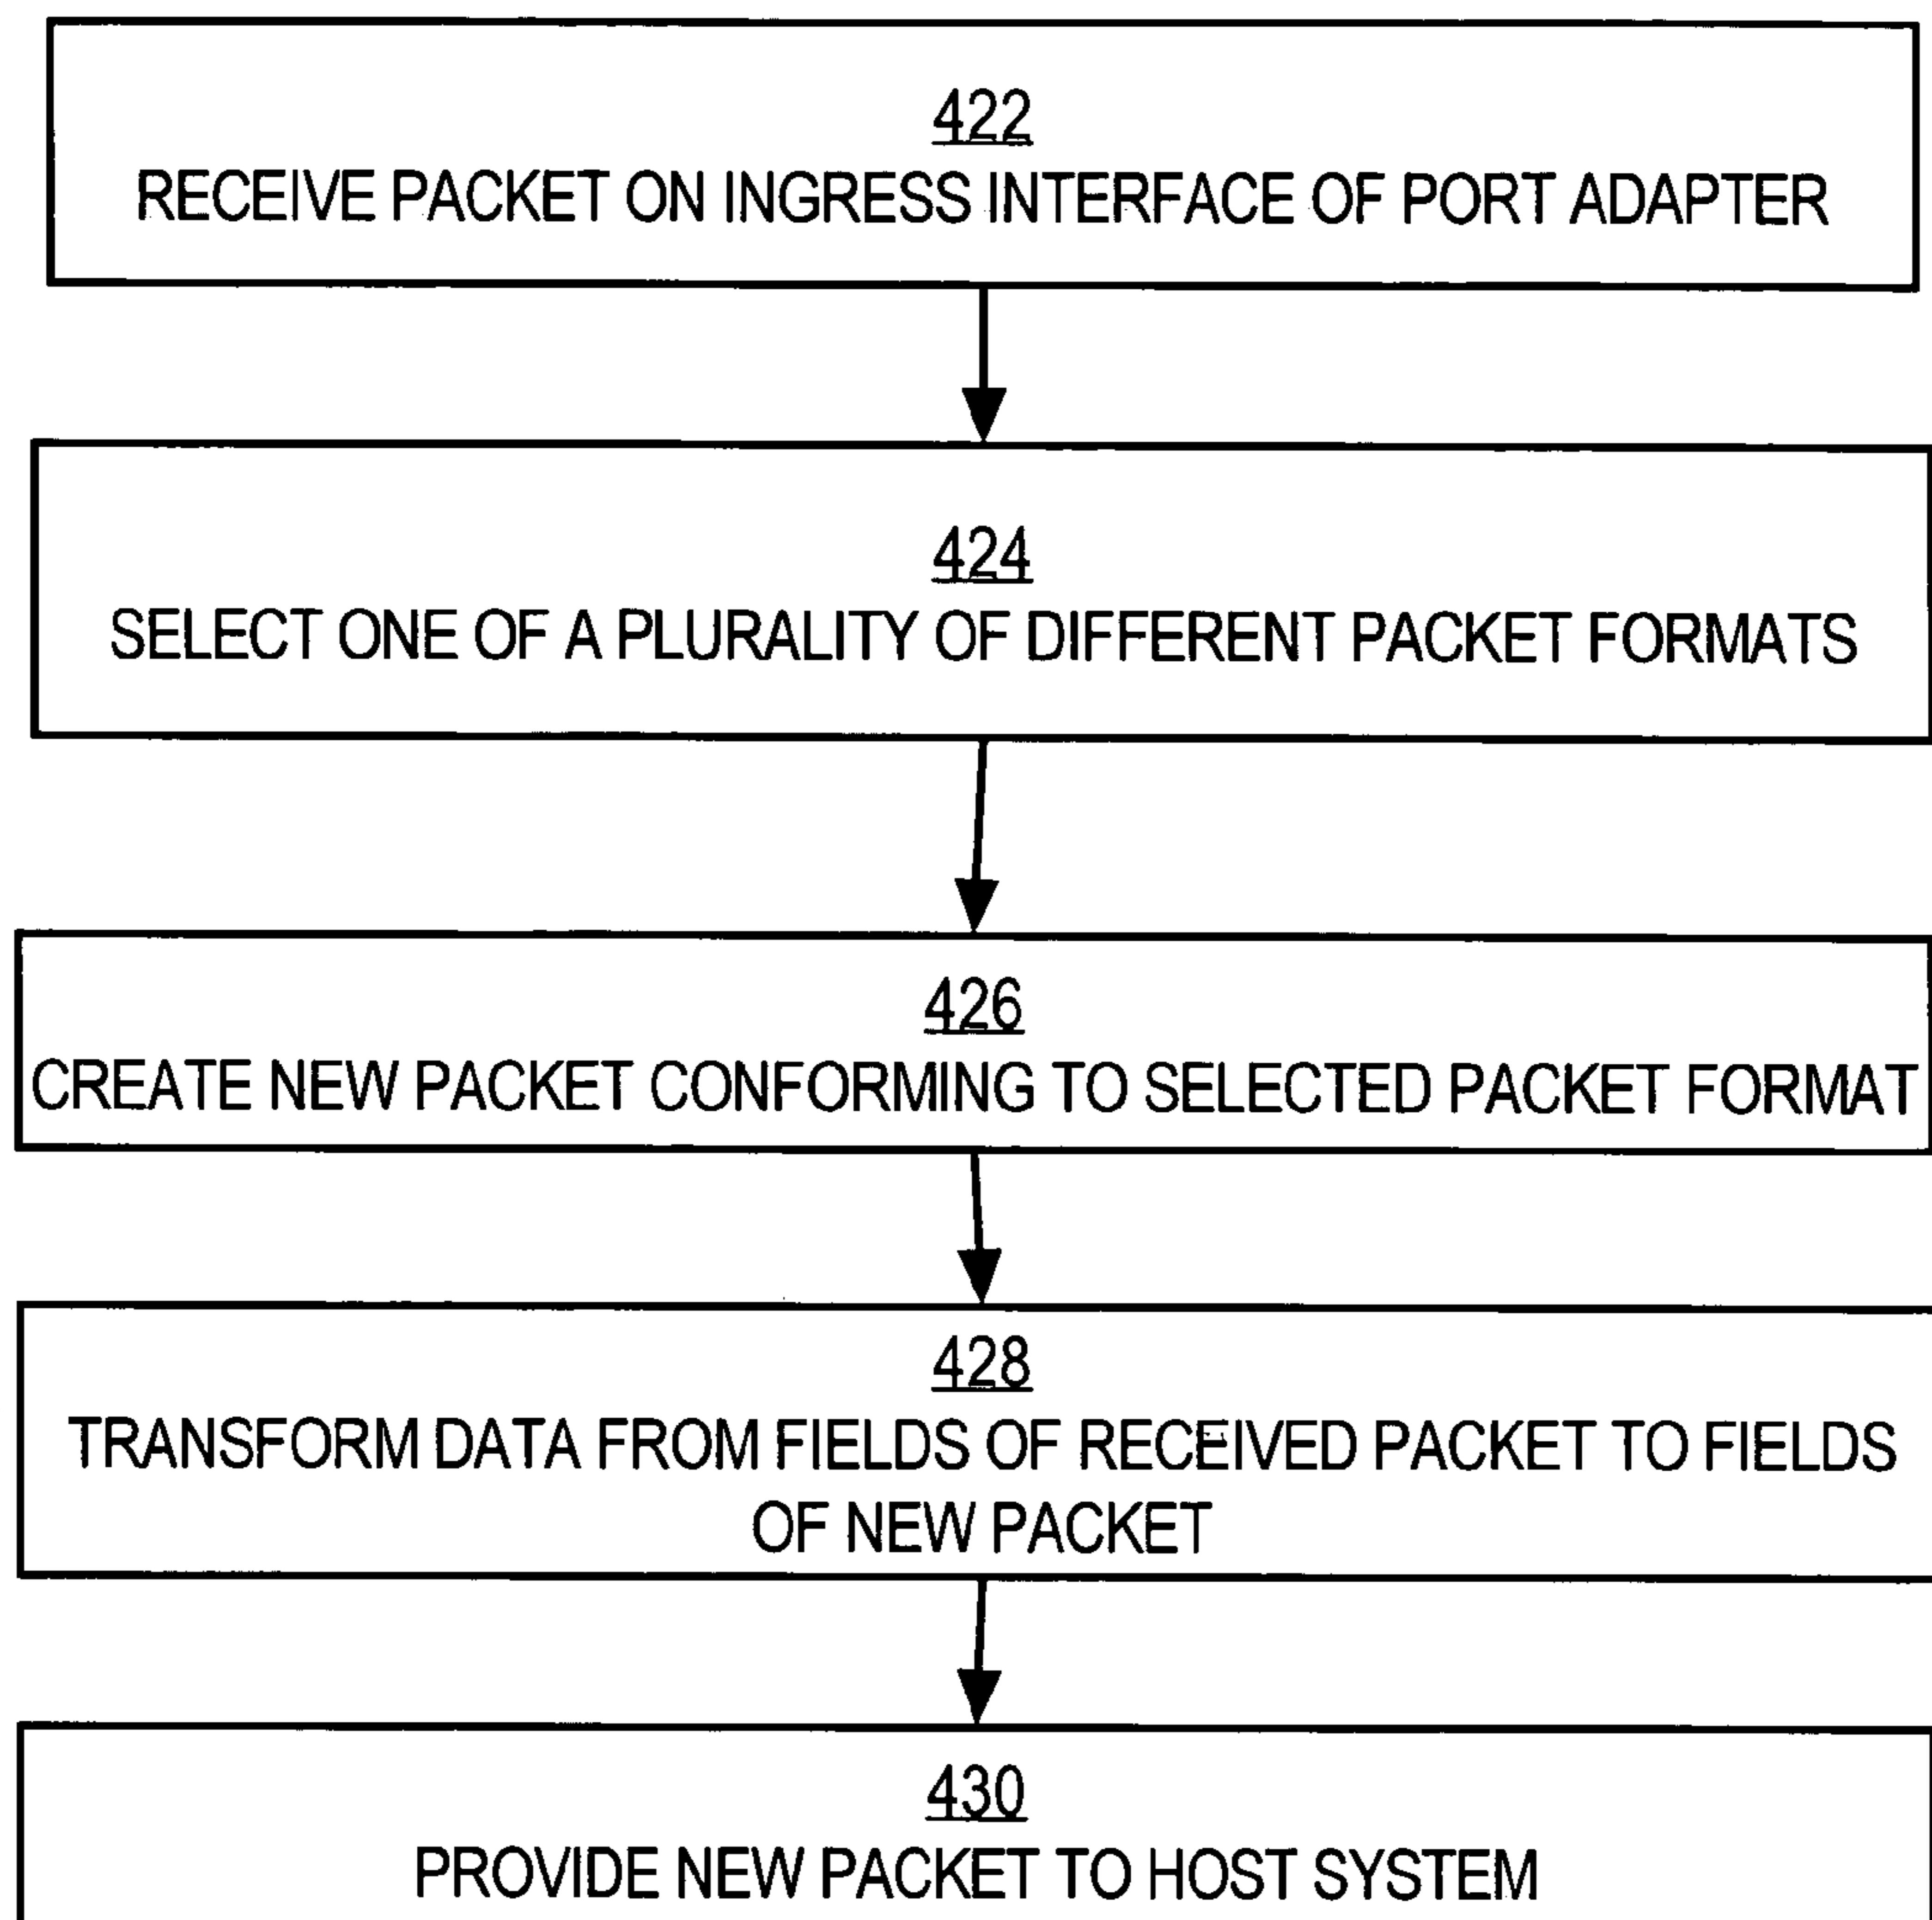 422
RECEIVE PACKET ON INGRESS INTERFACE OF PORT ADAPTER
424
SELECT ONE OF A PLURALITY OF DIFFERENT PACKET FORMATS
426
CREATE NEW PACKET CONFORMING TO SELECTED PACKET FORMAT
428
TRANSFORM DATA FROM FIELDS OF RECEIVED PACKET TO FIELDS
OF NEW PACKET
430
PROVIDE NEW PACKET TO HOST SYSTEM